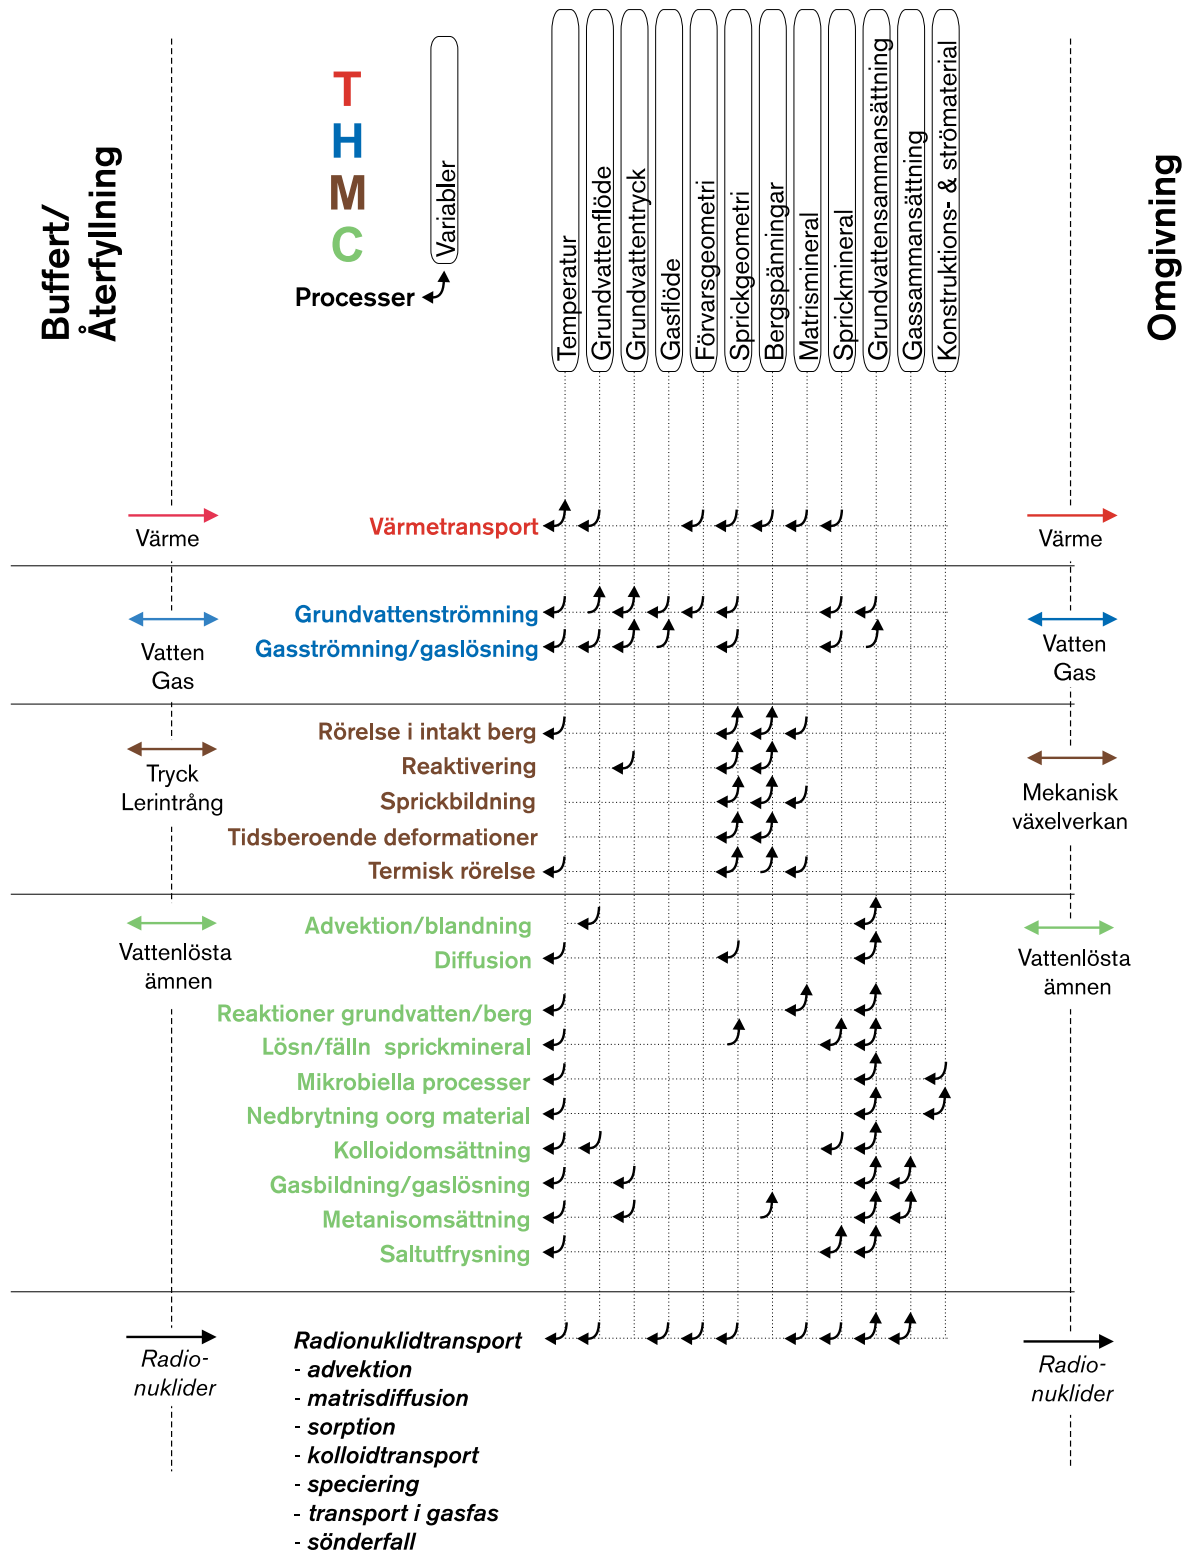 Buffert/
Återfyllning
T
H
M
C
Variabler
Processer
Temperatur
Grundvattenflöde
Grundvattentryck
Gasflöde
Förvarsgeometri
Sprickgeometri
Bergspänningar
Matrismineral
Sprickmineral
Grundvattensammansättning
Gassammansättning
Konstruktions- & strömaterial
Omgivning
Värme
Värmetransport
Värme
Vatten
Gas
Grundvattenströmning
Gasströmning/gaslösning
Vatten
Gas
Tryck
Lerintrång
Rörelse i intakt berg
Reaktivering
Sprickbildning
Tidsberoende deformationer
Termisk rörelse
Mekanisk
växelverkan
Vattenlösta
ämnen
Advektion/blandning
Diffusion
Reaktioner grundvatten/berg
Lösn/fälln sprickmineral
Mikrobiella processer
Nedbrytning oorg material
Kolloidomsättning
Gasbildning/gaslösning
Metanisomsättning
Saltutfrysning
Vattenlösta
ämnen
Radio-
nuklider
Radionuklidtransport
- advektion
- matrisdiffusion
- sorption
- kolloidtransport
- speciering
- transport i gasfas
- sönderfall
Radio-
nuklider